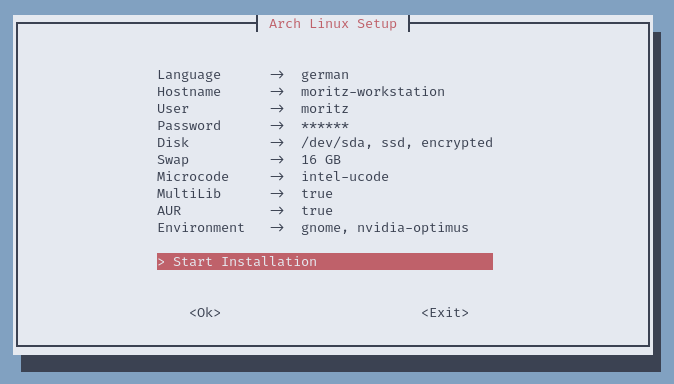 Arch Linux Setup
Language -> german
Hostname -> moritz-workstation
User -> moritz
Password -> ******
Disk -> /dev/sda, ssd, encrypted
Swap -> 16 GB
Microcode -> intel-ucode
MultiLib -> true
AUR -> true
Environment -> gnome, nvidia-optimus
> Start Installation
<Ok> <Exit>